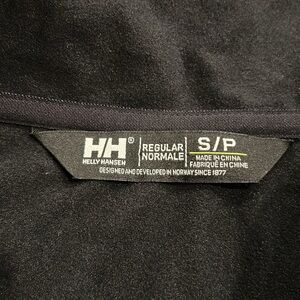 HH®
HELLY HANSEN
REGULAR
NORMALE
S/P
MADE IN CHINA
FABRIQUÉ EN CHINE
DESIGNED AND DEVELOPED IN NORWAY SINCE 1877